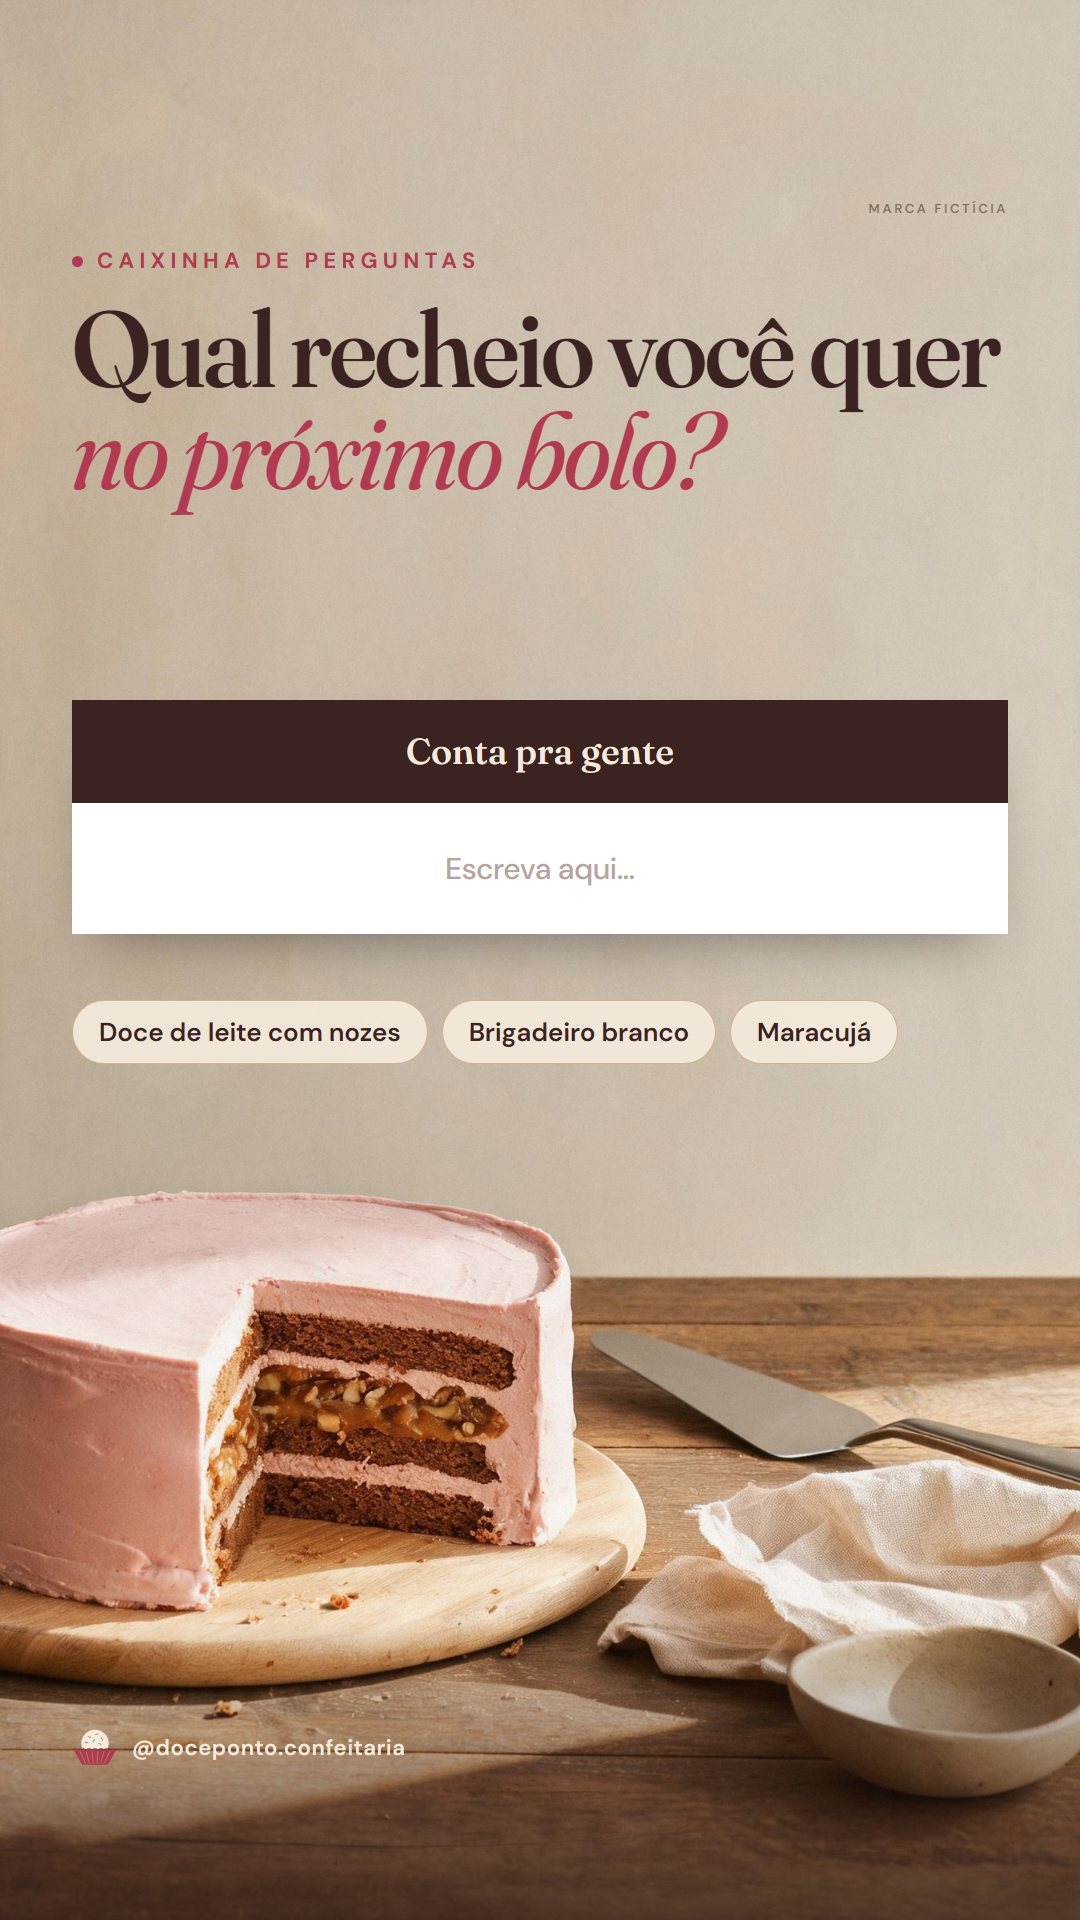 MARCA FICTÍCIA
CAIXINHA DE PERGUNTAS
Qual recheio você quer
no próximo bolo?
Conta pra gente
Escreva aqui...
Doce de leite com nozes
Brigadeiro branco
Maracujá
@doceponto.confeitaria